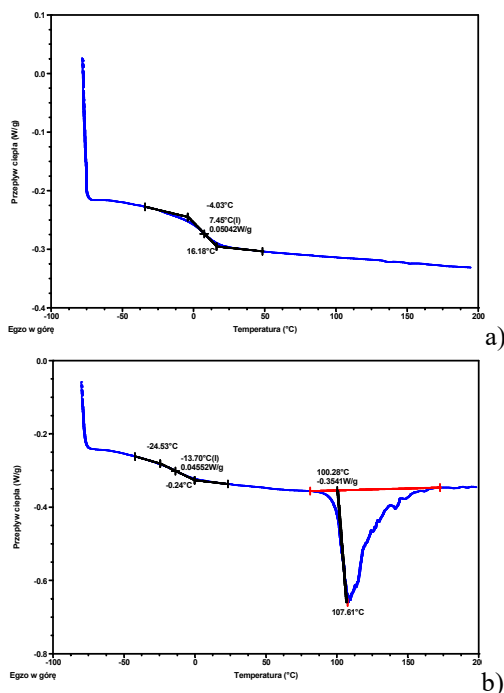 0.1
0.0
-0.1
-0.2
-0.3
-0.4
Przepływ ciepła (W/g)
-4.03°C
7.45°C(I)
0.05042W/g
16.18°C
-100 -50 0 50 100 150 200
Egzo w górę Temperatura (°C)
a)
0.0
-0.2
-0.4
-0.6
-0.8
Przepływ ciepła (W/g)
-24.53°C
-13.70°C(I)
0.04552W/g
-0.24°C
100.28°C
-0.3541W/g
107.61°C
-100 -50 0 50 100 150 200
Egzo w górę Temperatura (°C)
b)